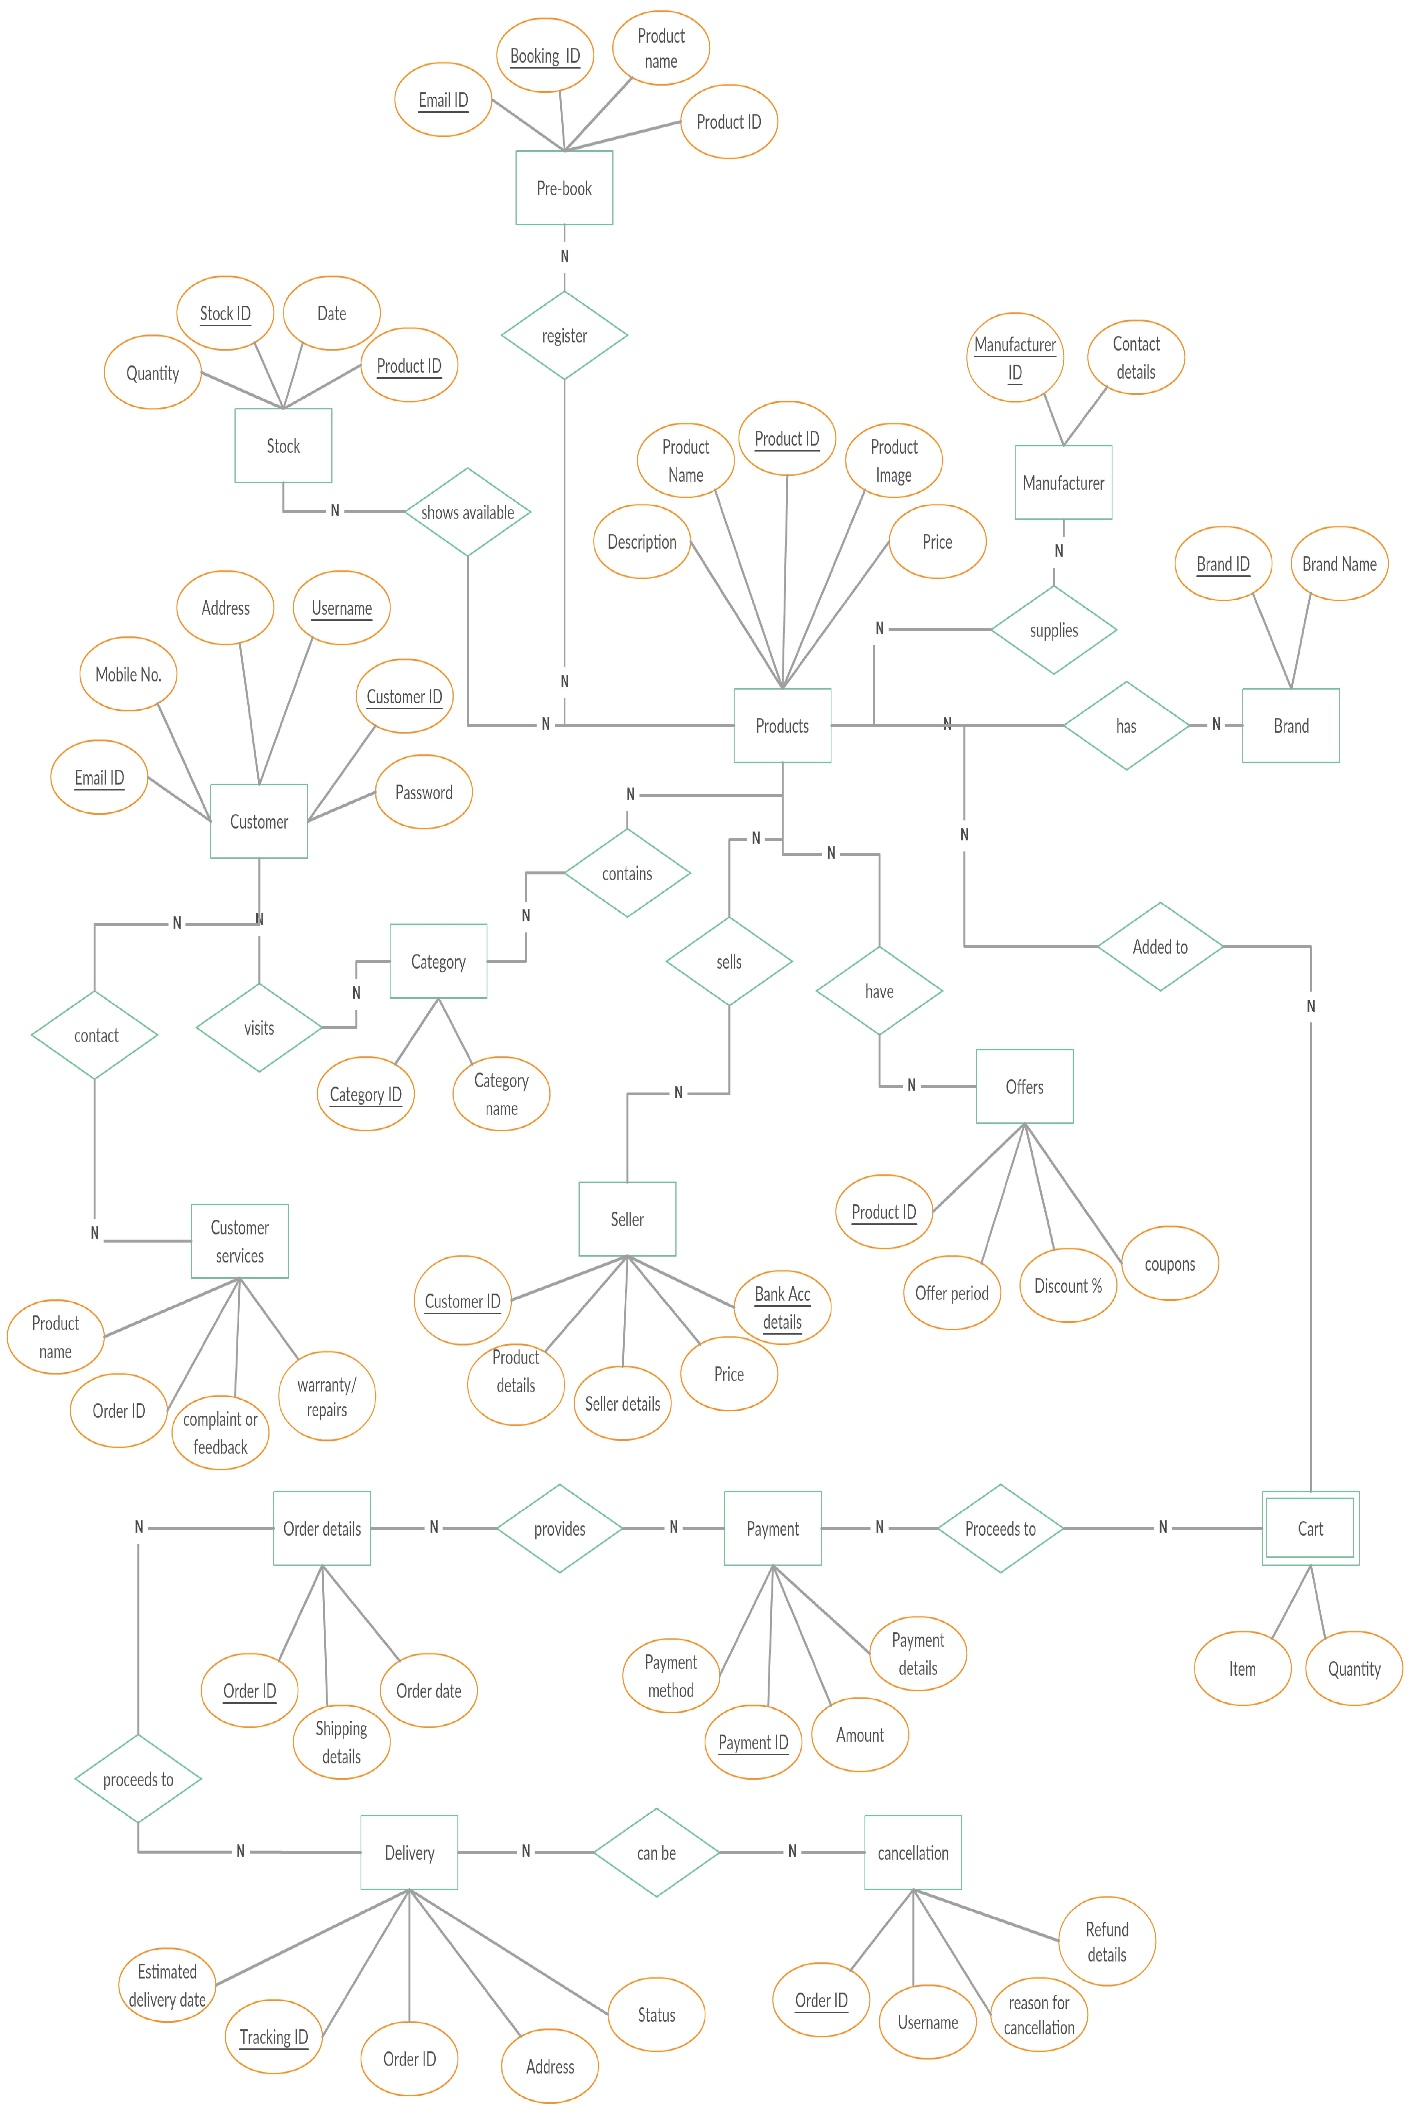 Product
name
Booking ID
Email ID
Product ID
Pre-book
N
register
Stock ID
Date
Product ID
Quantity
Stock
N
shows available
Manufacturer
ID
Contact
details
Manufacturer
N
supplies
N
Product
Name
Product ID
Product
Image
Description
Price
Brand ID
Brand Name
Address
Username
Mobile No.
Customer ID
Email ID
Password
Customer
N
N
Products
N
has
N
Brand
N
N
N
N
contains
N
N
N
Category
N
sells
have
Added to
N
N
contact
visits
Category ID
Category
name
N
N
Offers
Product ID
Offer period
Discount %
coupons
N
Customer
services
Product
name
Order ID
complaint or
feedback
warranty/
repairs
Seller
Customer ID
Product
details
Seller details
Price
Bank Acc
details
N
Order details
N
provides
N
Payment
N
Proceeds to
N
Cart
Order ID
Shipping
details
Order date
Payment
method
Payment ID
Amount
Payment
details
Item
Quantity
proceeds to
N
Delivery
N
can be
N
cancellation
Estimated
delivery date
Tracking ID
Order ID
Address
Status
Order ID
Username
reason for
cancellation
Refund
details